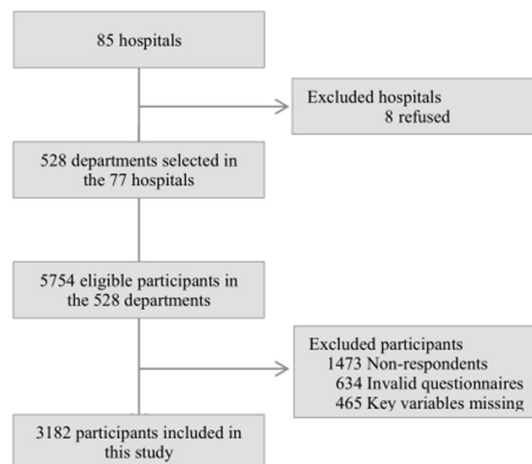 85 hospitals
Excluded hospitals
8 refused
528 departments selected in
the 77 hospitals
5754 eligible participants in
the 528 departments
Excluded participants
1473 Non-respondents
634 Invalid questionnaires
465 Key variables missing
3182 participants included in
this study